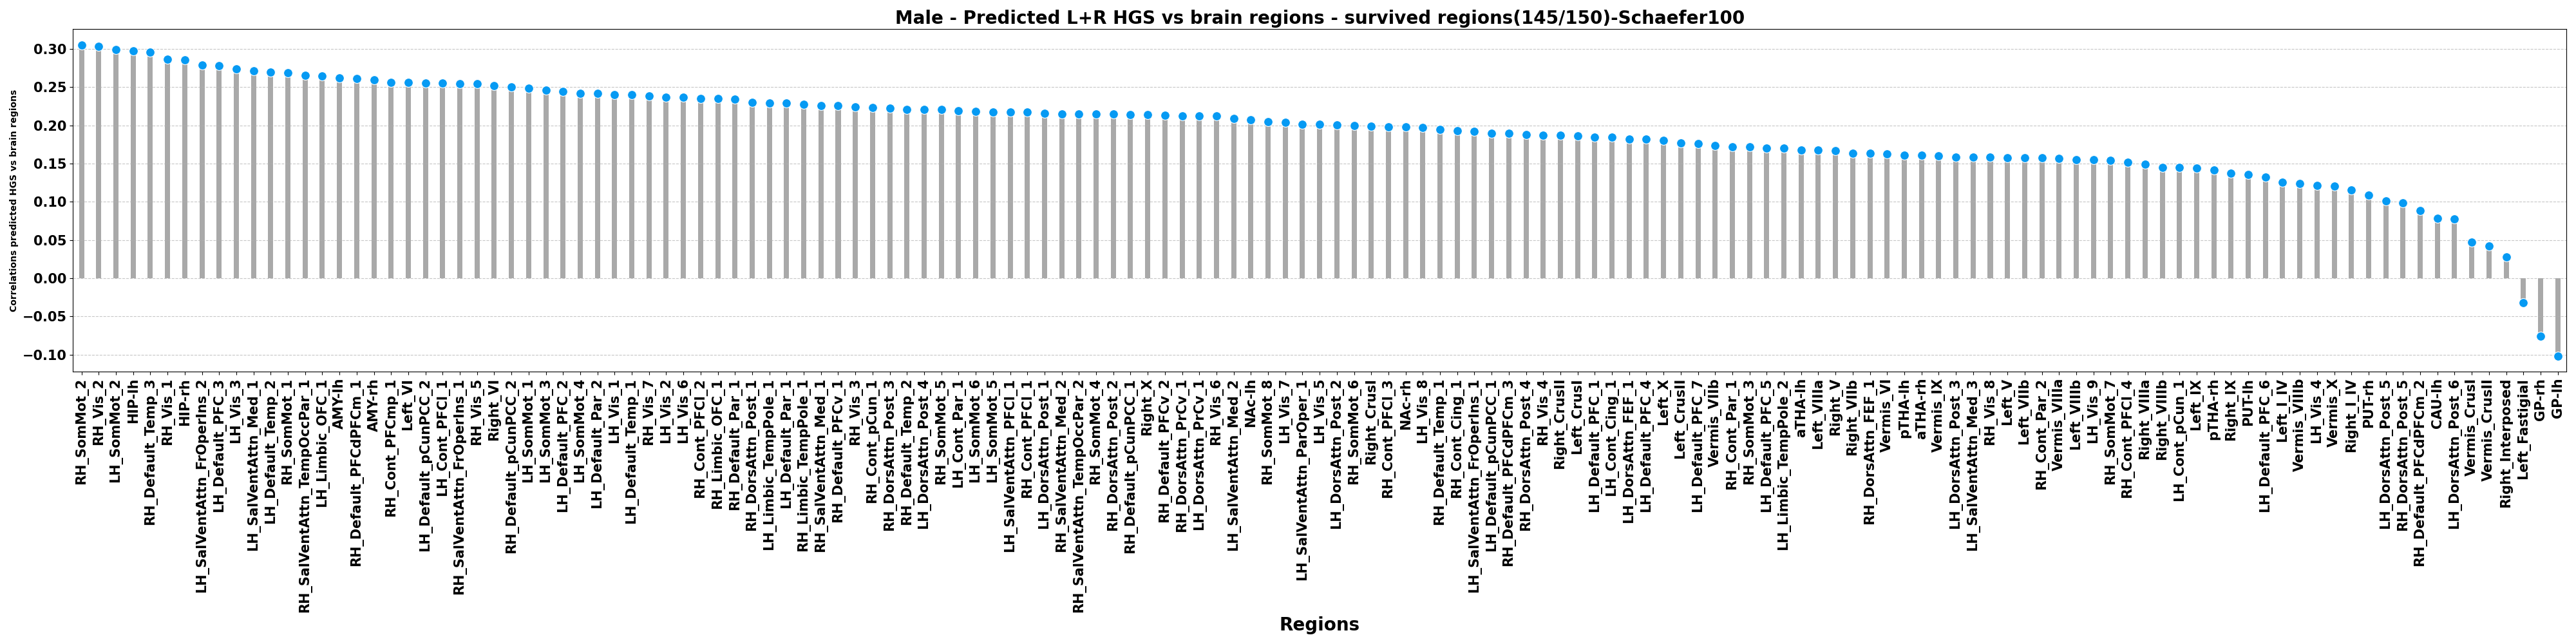 Male - Predicted L+R HGS vs brain regions - survived regions(145/150)-Schaefer100
Correlations predicted HGS vs brain regions
0.30
0.25
0.20
0.15
0.10
0.05
0.00
−0.05
−0.10
RH_SomMot_2
RH_Vis_2
LH_SomMot_2
HIP-lh
RH_Default_Temp_3
RH_Vis_1
HIP-rh
LH_SalVentAttn_FrOperIns_2
LH_Default_PFC_3
LH_Vis_3
LH_SalVentAttn_Med_1
LH_Default_Temp_2
RH_SomMot_1
RH_SalVentAttn_TempOccPar_1
LH_Limbic_OFC_1
AMY-lh
RH_Default_PFCdPFCm_1
AMY-rh
RH_Cont_PFCmp_1
Left_VI
LH_Default_pCunPCC_2
LH_Cont_PFCl_1
RH_SalVentAttn_FrOperIns_1
RH_Vis_5
Right_VI
RH_Default_pCunPCC_2
LH_SomMot_1
LH_SomMot_3
LH_Default_PFC_2
LH_SomMot_4
LH_Default_Par_2
LH_Vis_1
LH_Default_Temp_1
RH_Vis_7
LH_Vis_2
LH_Vis_6
RH_Cont_PFCl_2
RH_Limbic_OFC_1
RH_Default_Par_1
RH_DorsAttn_Post_1
LH_Limbic_TempPole_1
LH_Default_Par_1
RH_Limbic_TempPole_1
RH_SalVentAttn_Med_1
RH_Default_PFCv_1
RH_Vis_3
RH_Cont_pCun_1
RH_DorsAttn_Post_3
RH_Default_Temp_2
LH_DorsAttn_Post_4
RH_SomMot_5
LH_Cont_Par_1
LH_SomMot_6
LH_SomMot_5
LH_SalVentAttn_PFCl_1
RH_Cont_PFCl_1
LH_DorsAttn_Post_1
RH_SalVentAttn_Med_2
RH_SalVentAttn_TempOccPar_2
RH_SomMot_4
RH_DorsAttn_Post_2
RH_Default_pCunPCC_1
Right_X
RH_Default_PFCv_2
RH_DorsAttn_PrCv_1
LH_DorsAttn_PrCv_1
RH_Vis_6
LH_SalVentAttn_Med_2
NAc-lh
RH_SomMot_8
LH_Vis_7
LH_SalVentAttn_ParOper_1
LH_Vis_5
LH_DorsAttn_Post_2
RH_SomMot_6
Right_CrusI
RH_Cont_PFCl_3
NAc-rh
LH_Vis_8
RH_Default_Temp_1
RH_Cont_Cing_1
LH_SalVentAttn_FrOperIns_1
LH_Default_pCunPCC_1
RH_Default_PFCdPFCm_3
RH_DorsAttn_Post_4
RH_Vis_4
Right_CrusII
Left_CrusI
LH_Default_PFC_1
LH_Cont_Cing_1
LH_DorsAttn_FEF_1
LH_Default_PFC_4
Left_X
Left_CrusII
LH_Default_PFC_7
Vermis_VIIb
RH_Cont_Par_1
RH_SomMot_3
LH_Default_PFC_5
LH_Limbic_TempPole_2
aTHA-lh
Left_VIIIa
Right_V
Right_VIIb
RH_DorsAttn_FEF_1
Vermis_VI
pTHA-lh
aTHA-rh
Vermis_IX
LH_DorsAttn_Post_3
LH_SalVentAttn_Med_3
RH_Vis_8
Left_V
Left_VIIb
RH_Cont_Par_2
Vermis_VIIIa
Left_VIIIb
LH_Vis_9
RH_SomMot_7
RH_Cont_PFCl_4
Right_VIIIa
Right_VIIIb
LH_Cont_pCun_1
Left_IX
pTHA-rh
Right_IX
PUT-lh
LH_Default_PFC_6
Left_I_IV
Vermis_VIIIb
LH_Vis_4
Vermis_X
Right_I_IV
PUT-rh
LH_DorsAttn_Post_5
RH_DorsAttn_Post_5
RH_Default_PFCdPFCm_2
CAU-lh
LH_DorsAttn_Post_6
Vermis_CrusI
Vermis_CrusII
Right_Interposed
Left_Fastigial
GP-rh
GP-lh
Regions